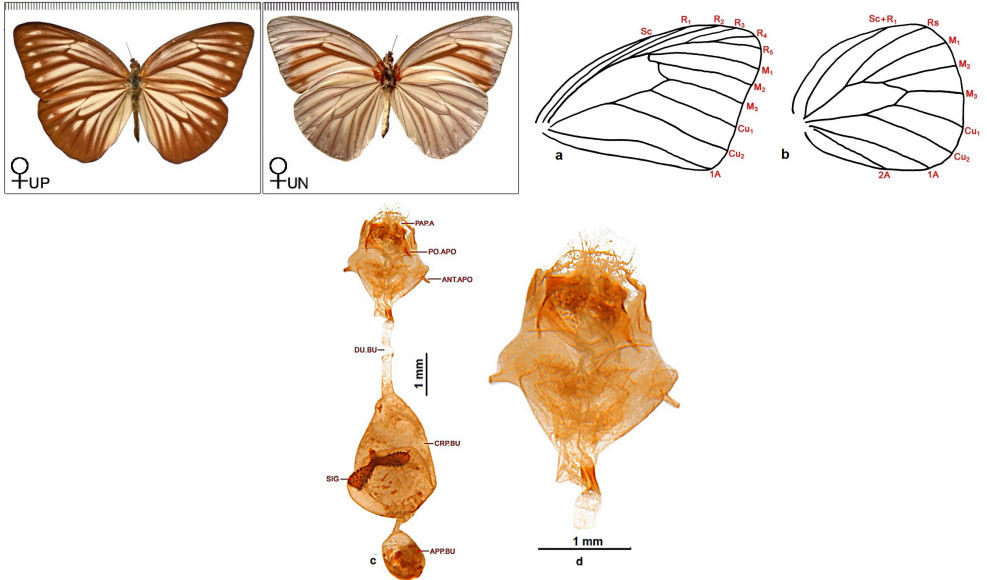 ♀UP
♀UN
Sc
R1
R2
R3
R4
R5
M1
M2
M3
Cu1
Cu2
1A
a
Sc+R1
Rs
M1
M2
M3
Cu1
Cu2
1A
2A
b
PAP.A
PO.APO
ANT.APO
DU.BU
1 mm
CRP.BU
SIG
APP.BU
c
1 mm
d